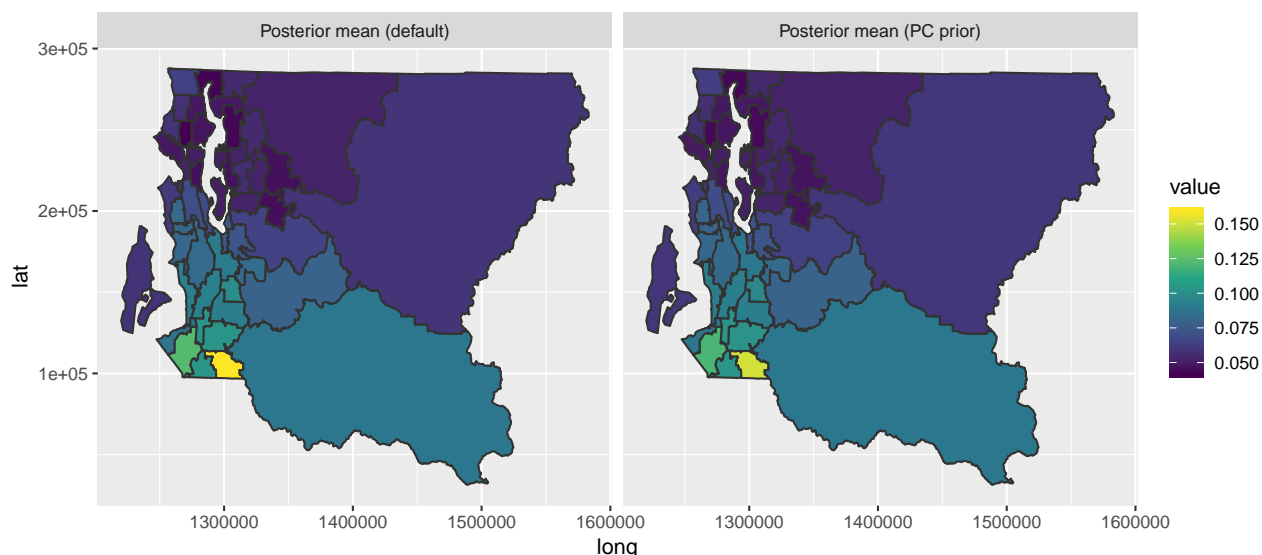 Posterior mean (default)
Posterior mean (PC prior)
3e+05
2e+05
1e+05
lat
1300000
1400000
1500000
1600000
1300000
1400000
1500000
1600000
long
value
0.150
0.125
0.100
0.075
0.050